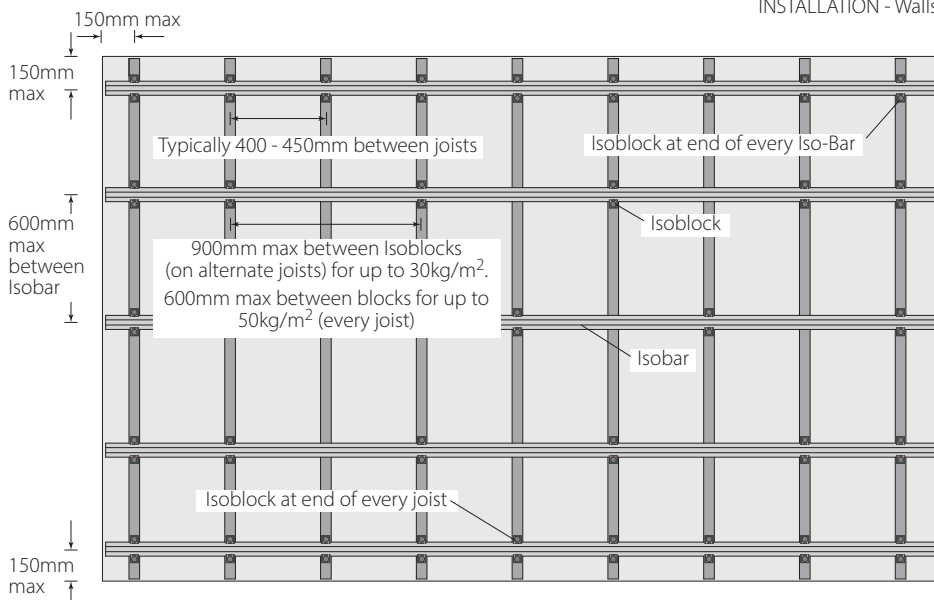 INSTALLATION - Walls
150mm max
150mm
max
Typically 400 - 450mm between joists
Isoblock at end of every Iso-Bar
600mm
max
between
Isobar
Isoblock
900mm max between Isoblocks
(on alternate joists) for up to 30kg/m².
600mm max between blocks for up to
50kg/m² (every joist)
Isobar
Isoblock at end of every joist
150mm
max